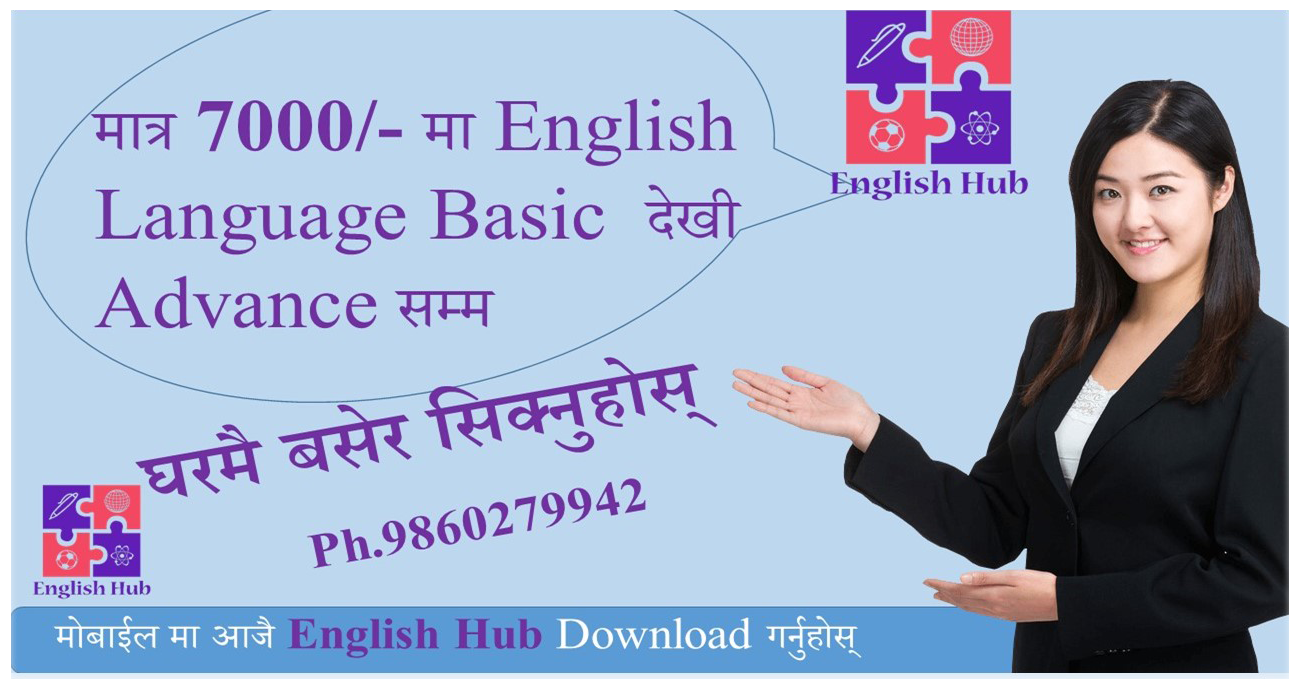 मात्र 7000/- मा English
Language Basic देखी
Advance सम्म
English Hub
घरमै बसेर सिक्नुहोस्
Ph.9860279942
English Hub
मोबाईल मा आजै English Hub Download गर्नुहोस्